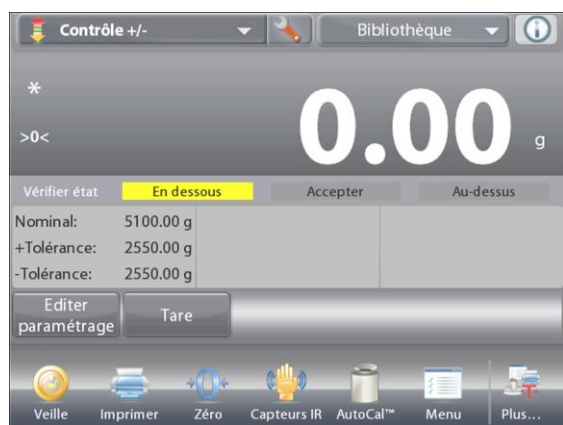 Contrôle +/-
Bibliothèque
*
>0<
0.00 g
Vérifier état En dessous Accepter Au-dessus
Nominal: 5100.00 g
+Tolérance: 2550.00 g
-Tolérance: 2550.00 g
Editer
paramétrage
Tare
Veille Imprimer Zéro Capteurs IR AutoCal™ Menu Plus...